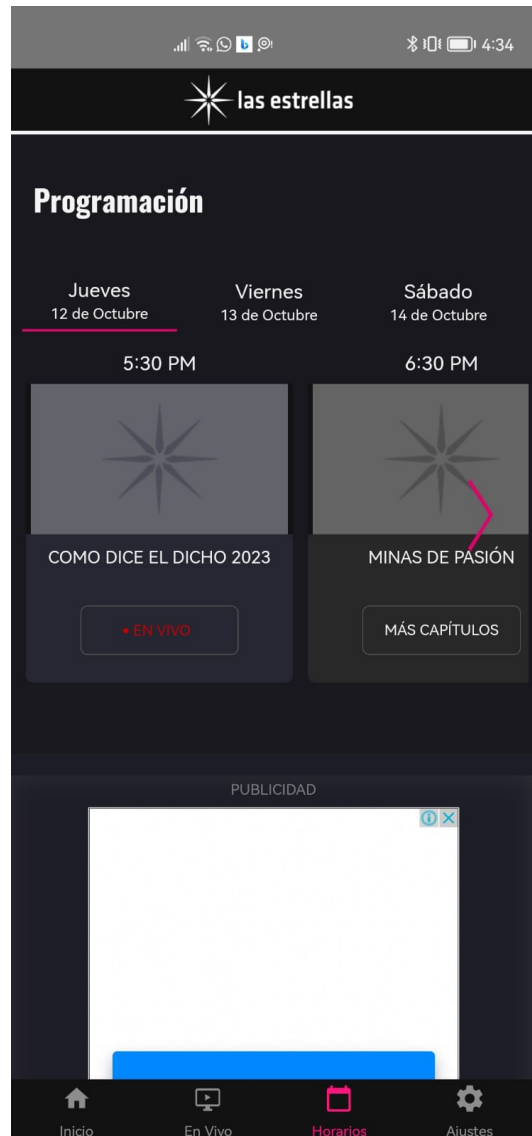 4:34
las estrellas
Programación
Jueves
12 de Octubre
Viernes
13 de Octubre
Sábado
14 de Octubre
5:30 PM
6:30 PM
COMO DICE EL DICHO 2023
MINAS DE PASIÓN
• EN VIVO
MÁS CAPÍTULOS
PUBLICIDAD
Inicio
En Vivo
Horarios
Ajustes